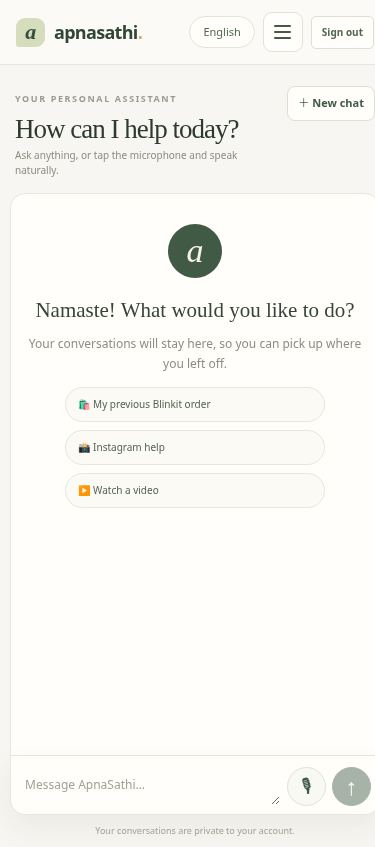 a apnasathi.
English
Sign out
YOUR PERSONAL ASSISTANT
+ New chat
How can I help today?
Ask anything, or tap the microphone and speak
naturally.
a
Namaste! What would you like to do?
Your conversations will stay here, so you can pick up where
you left off.
🛍️ My previous Blinkit order
📸 Instagram help
▶️ Watch a video
Message ApnaSathi...
Your conversations are private to your account.